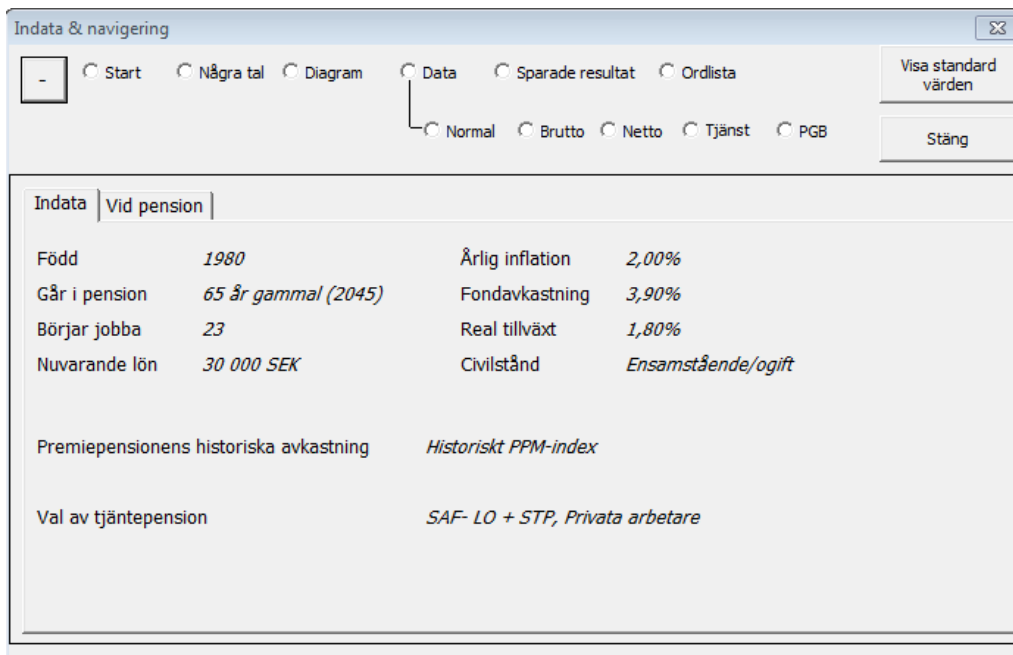 Indata & navigering
- Start Några tal Diagram Data Sparade resultat Ordlista Visa standard värden
Normal Brutto Netto Tjänst PGB Stäng
Indata Vid pension
Född 1980 Årlig inflation 2,00%
Går i pension 65 år gammal (2045) Fondavkastning 3,90%
Börjar jobba 23 Real tillväxt 1,80%
Nuvarande lön 30 000 SEK Civilstånd Ensamstående/ogift
Premiepensionens historiska avkastning Historiskt PPM-index
Val av tjäntepension SAF- LO + STP, Privata arbetare